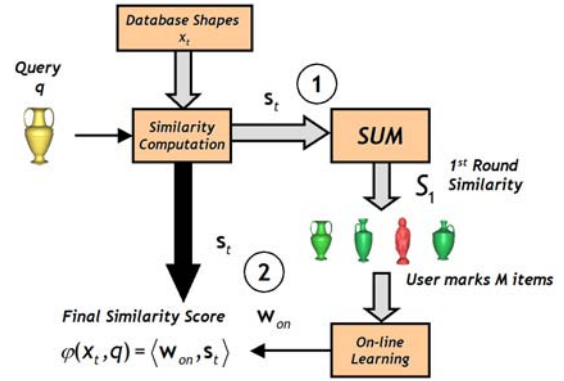 Database Shapes
x_t
Query
q
1
s_t
Similarity
Computation
SUM
1st Round
Similarity
S_1
s_t
2
User marks M items
Final Similarity Score
w_on
φ(x_t, q) = ⟨w_on, s_t⟩
On-line
Learning